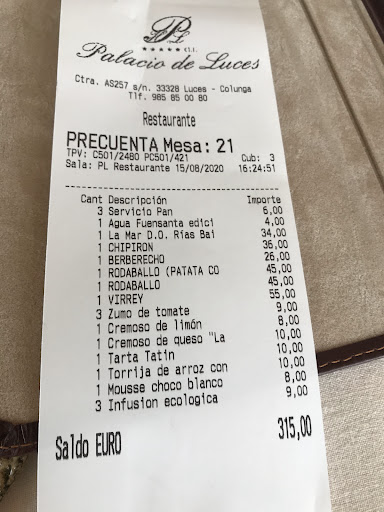 PL
★★★★★ G.L.
Palacio de Luces
Ctra. AS257 s/n. 33328 Luces - Colunga
Tlf. 985 85 00 80
Restaurante
PRECUENTA Mesa: 21
TPV: C501/2480 PC501/421 Cub: 3
Sala: PL Restaurante 15/08/2020 16:24:51
Cant Descripción Importe
3 Servicio Pan 6,00
1 Agua Fuensanta edici 4,00
1 La Mar D.O. Rías Bai 34,00
1 CHIPIRON 36,00
1 BERBERECHO 26,00
1 RODABALLO (PATATA CO 45,00
1 RODABALLO 45,00
1 VIRREY 55,00
3 Zumo de tomate 9,00
1 Cremoso de limón 8,00
1 Cremoso de queso "La 10,00
1 Tarta Tatin 10,00
1 Torrija de arroz con 10,00
1 Mousse choco blanco 8,00
3 Infusion ecologica 9,00
Saldo EURO 315,00